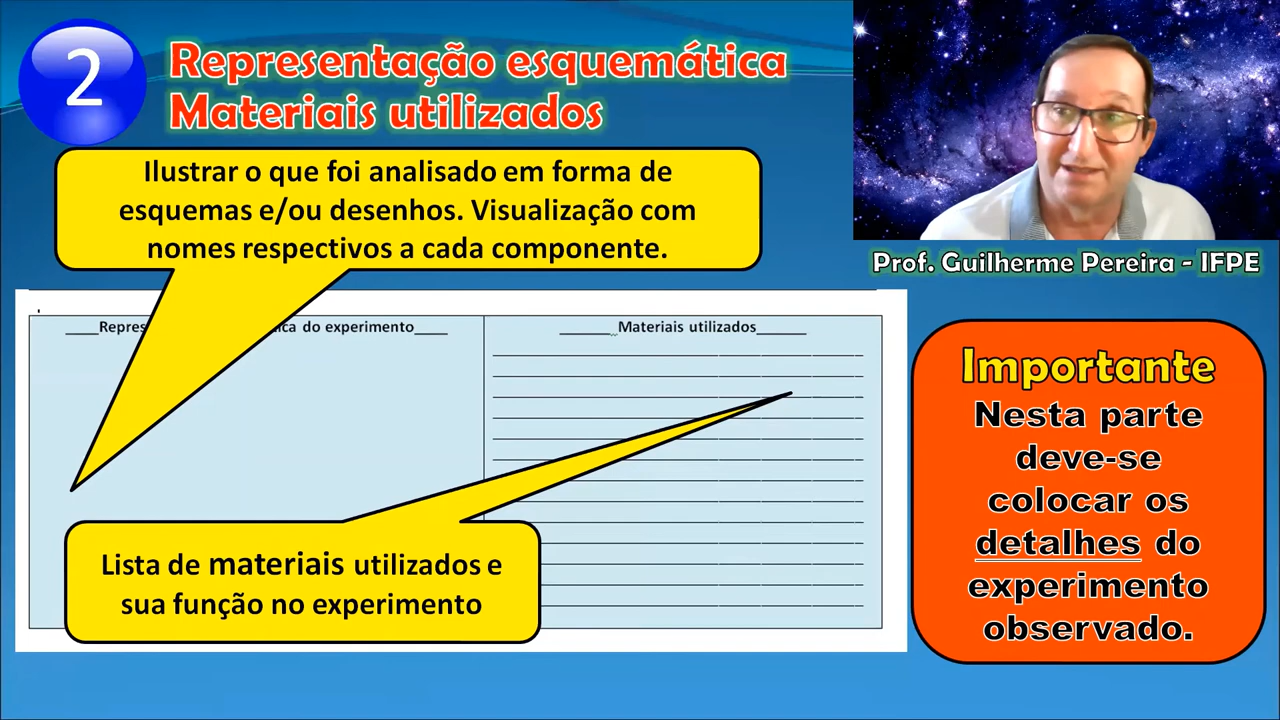 2
Representação esquemática
Materiais utilizados
Ilustrar o que foi analisado em forma de
esquemas e/ou desenhos. Visualização com
nomes respectivos a cada componente.
Prof. Guilherme Pereira - IFPE
____Repres
ica do experimento____
______Materiais utilizados______
Lista de materiais utilizados e
sua função no experimento
Importante
Nesta parte
deve-se
colocar os
detalhes do
experimento
observado.